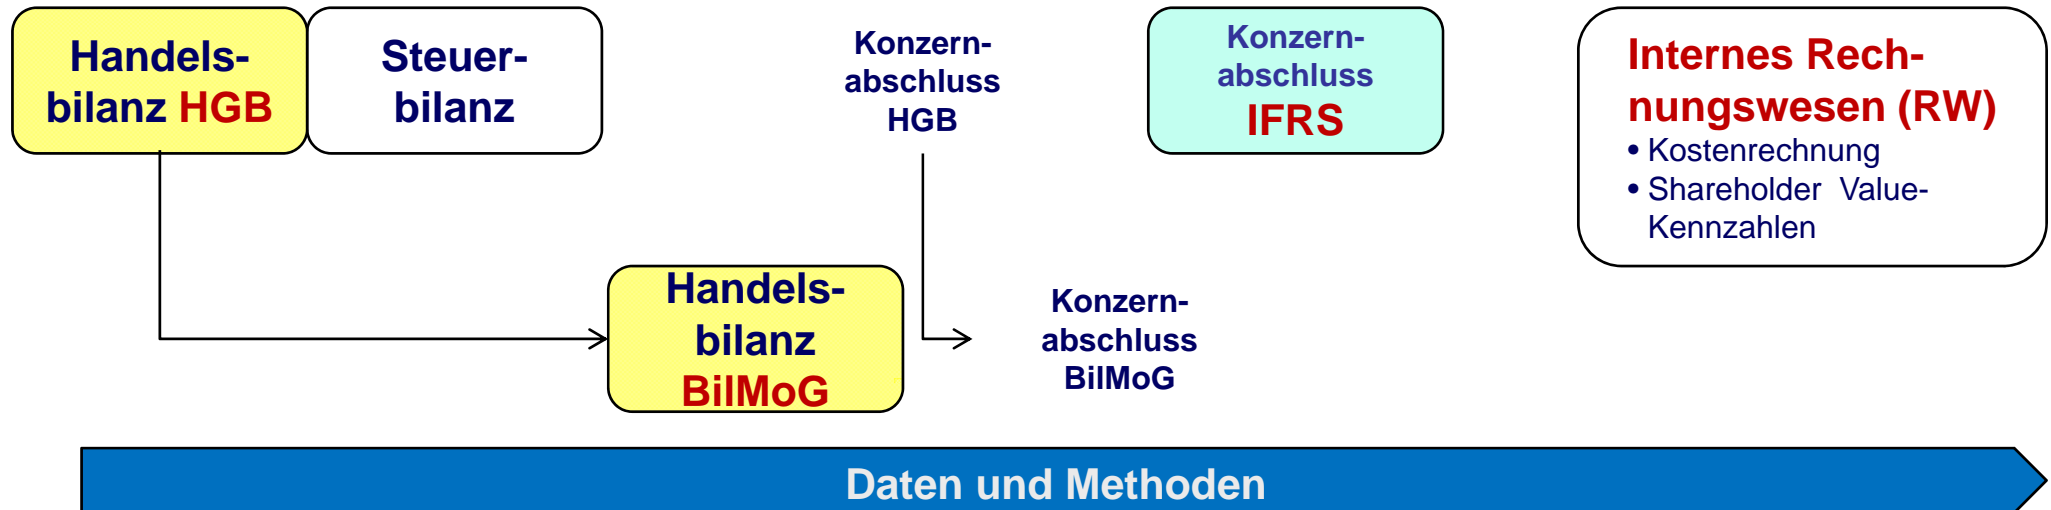 Handels-
bilanz HGB
Steuer-
bilanz
Konzern-
abschluss
HGB
Konzern-
abschluss
IFRS
Internes Rech-
nungswesen (RW)
• Kostenrechnung
• Shareholder Value-
Kennzahlen
Handels-
bilanz
BilMoG
Konzern-
abschluss
BilMoG
Daten und Methoden